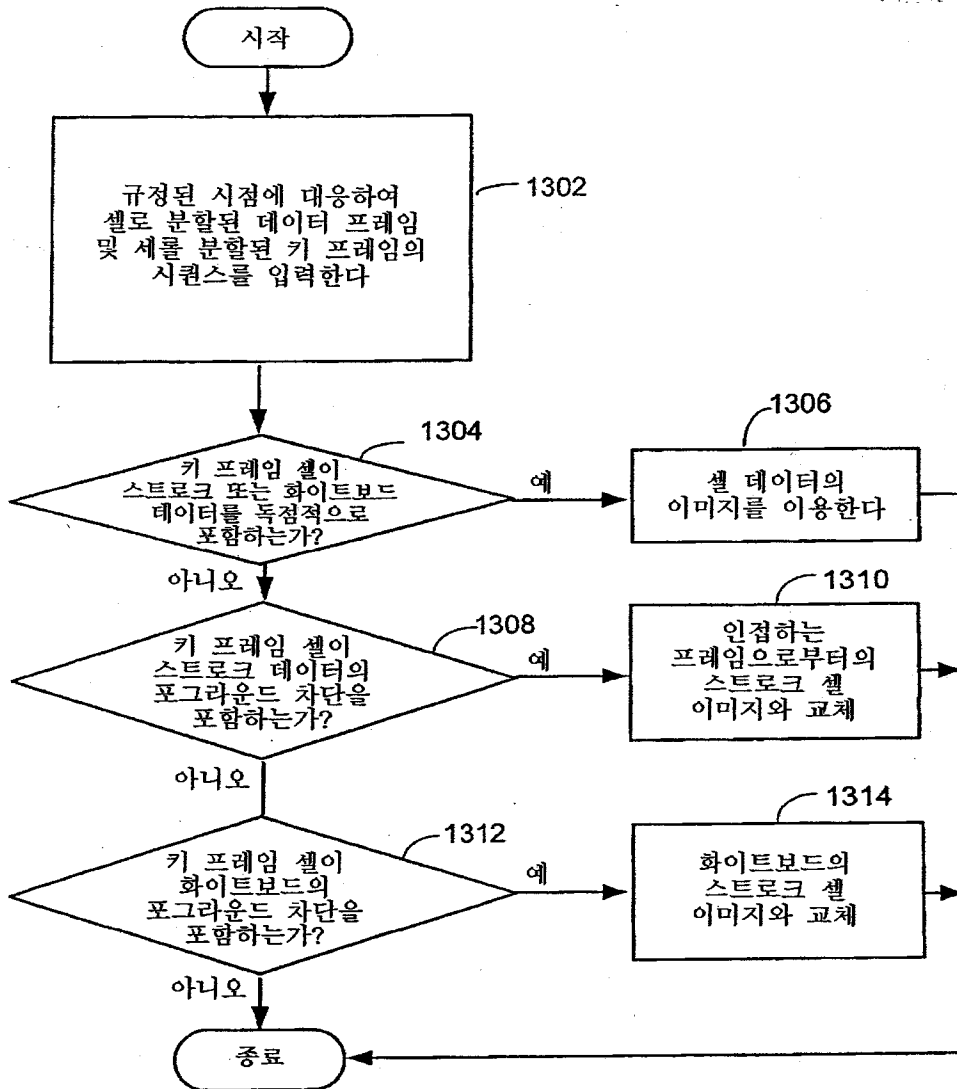 시작
규정된 시점에 대응하여
셀로 분할된 데이터 프레임
및 세롤 분할된 키 프레임의
시퀀스를 입력한다
1302
1304
키 프레임 셀이
스트로크 또는 화이트보드
데이터를 독점적으로
포함하는가?
예
1306
셀 데이터의
이미지를 이용한다
아니오
1308
키 프레임 셀이
스트로크 데이터의
포그라운드 차단을
포함하는가?
예
1310
인접하는
프레임으로부터의
스트로크 셀
이미지와 교체
아니오
1312
키 프레임 셀이
화이트보드의
포그라운드 차단을
포함하는가?
예
1314
화이트보드의
스트로크 셀
이미지와 교체
아니오
종료